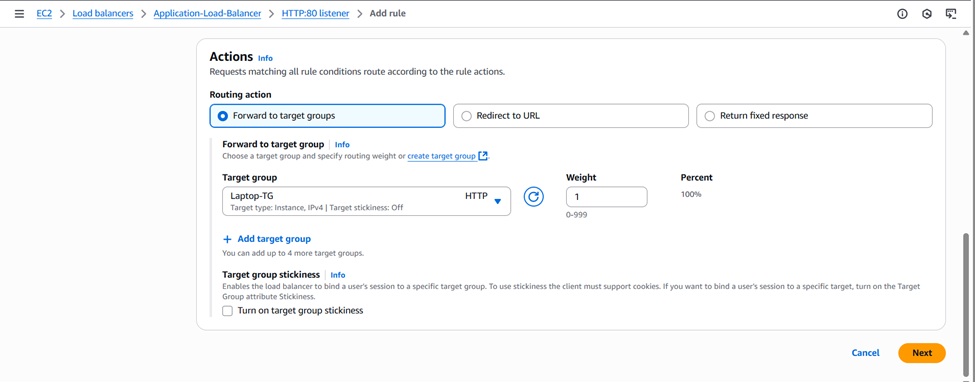 EC2 > Load balancers > Application-Load-Balancer > HTTP:80 listener > Add rule
Actions Info
Requests matching all rule conditions route according to the rule actions.
Routing action
Forward to target groups
Redirect to URL
Return fixed response
Forward to target group | Info
Choose a target group and specify routing weight or create target group.
Target group
Weight
Percent
Laptop-TG HTTP
Target type: Instance, IPv4 | Target stickiness: Off
1
100%
0-999
+ Add target group
You can add up to 4 more target groups.
Target group stickiness | Info
Enables the load balancer to bind a user's session to a specific target group. To use stickiness the client must support cookies. If you want to bind a user's session to a specific target, turn on the Target
Group attribute Stickiness.
Turn on target group stickiness
Cancel
Next